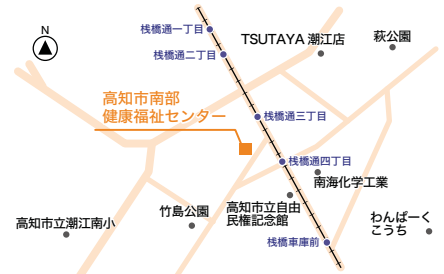 N
桟橋通一丁目
TSUTAYA 潮江店
萩公園
桟橋通二丁目
高知市南部
健康福祉センター
桟橋通三丁目
桟橋通四丁目
南海化学工業
高知市立自由
民権記念館
竹島公園
わんぱーく
こうち
高知市立潮江南小
桟橋車庫前